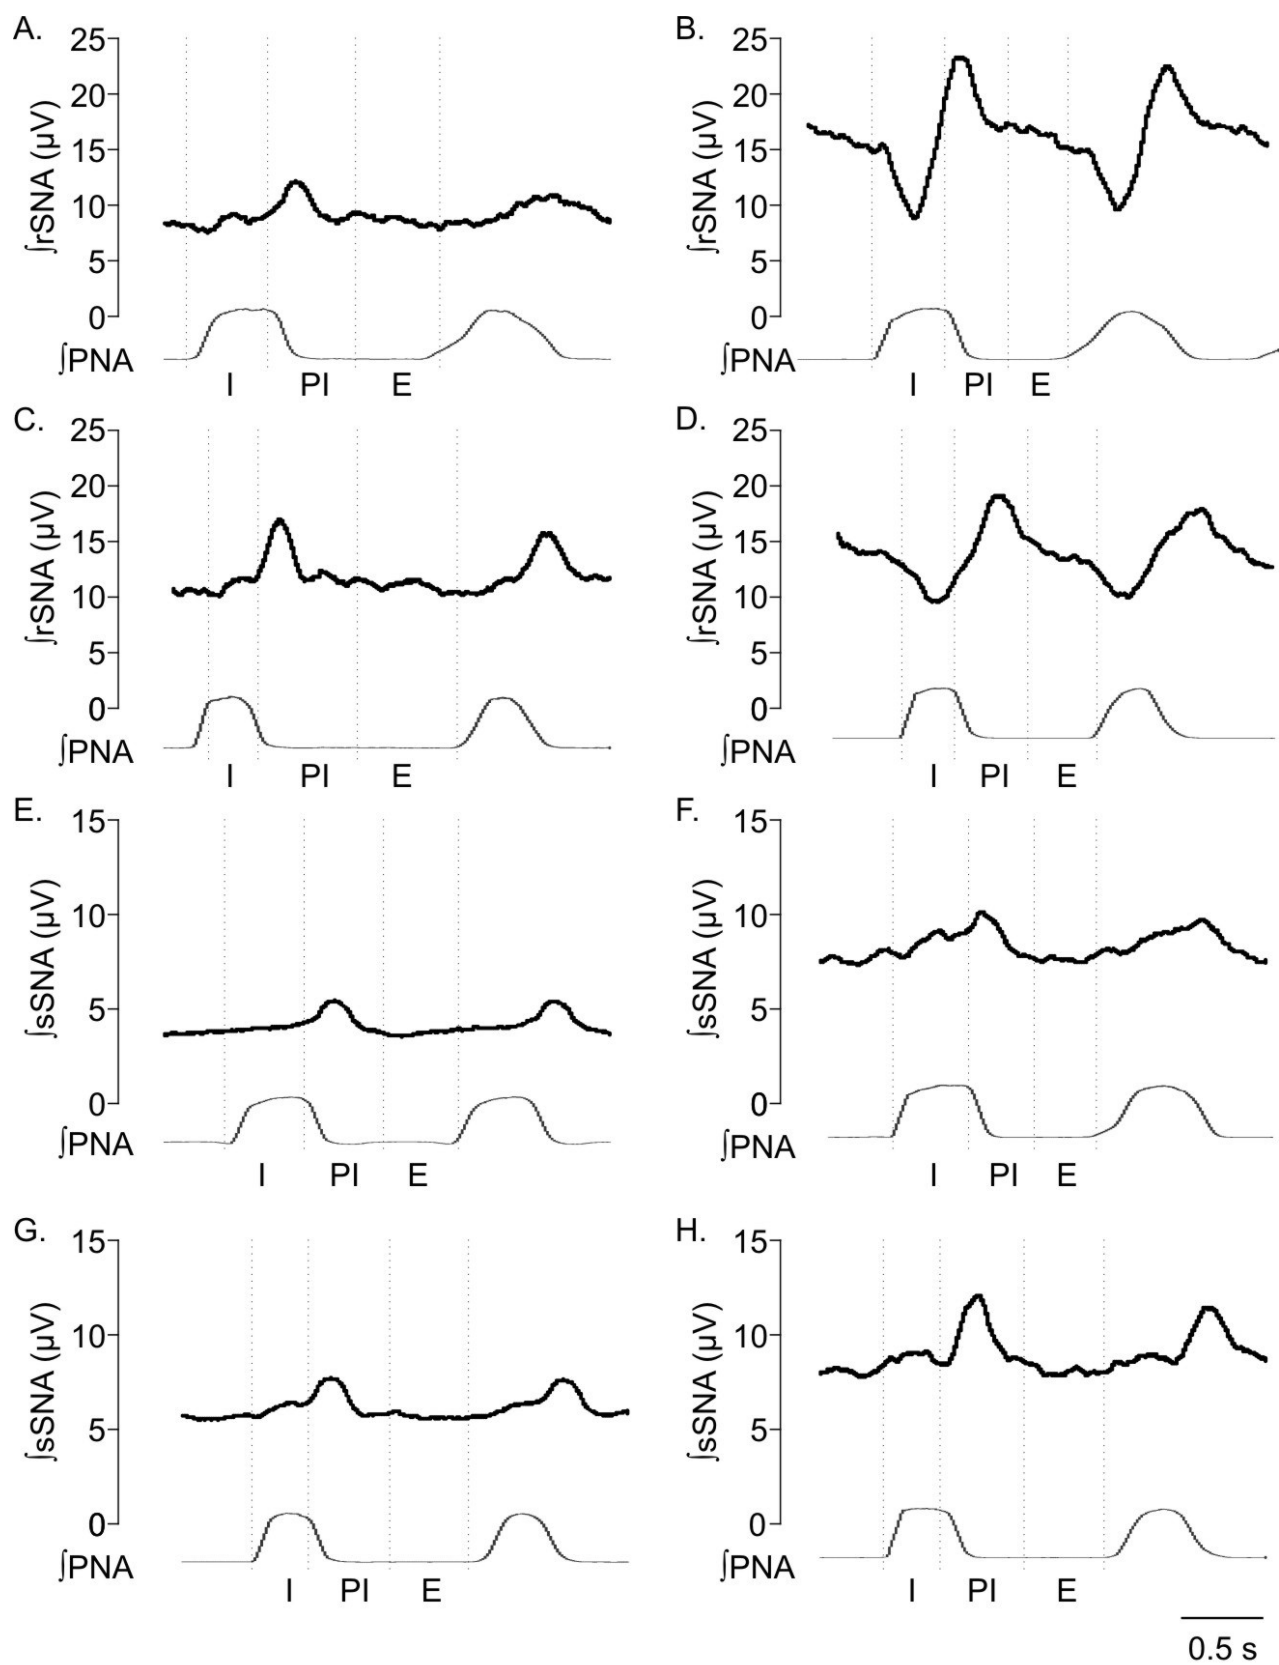 A.
25
20
15
10
5
0
∫rSNA (µV)
∫PNA
I PI E
B.
25
20
15
10
5
0
∫rSNA (µV)
∫PNA
I PI E
C.
25
20
15
10
5
0
∫rSNA (µV)
∫PNA
I PI E
D.
25
20
15
10
5
0
∫rSNA (µV)
∫PNA
I PI E
E.
15
10
5
0
∫sSNA (µV)
∫PNA
I PI E
F.
15
10
5
0
∫sSNA (µV)
∫PNA
I PI E
G.
15
10
5
0
∫sSNA (µV)
∫PNA
I PI E
H.
15
10
5
0
∫sSNA (µV)
∫PNA
I PI E
0.5 s